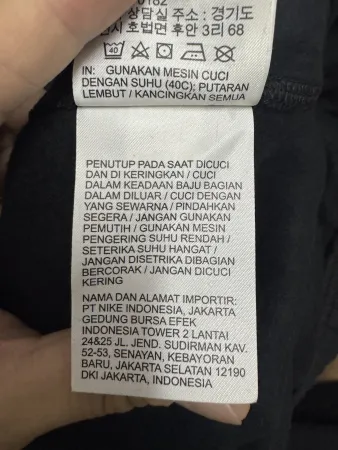 상담실 주소 : 경기도
호법면 후안 3리 68
40
IN: GUNAKAN MESIN CUCI
DENGAN SUHU (40C): PUTARAN
LEMBUT / KANCINGKAN SEMUA
PENUTUP PADA SAAT DICUCI
DAN DI KERINGKAN / CUCI
DALAM KEADAAN BAJU BAGIAN
DALAM DILUAR / CUCI DENGAN
YANG SEWARNA / PINDAHKAN
SEGERA / JANGAN GUNAKAN
PEMUTIH / GUNAKAN MESIN
PENGERING SUHU RENDAH /
SETERIKA SUHU HANGAT /
JANGAN DISETRIKA DIBAGIAN
BERCORAK / JANGAN DICUCI
KERING
NAMA DAN ALAMAT IMPORTIR:
PT NIKE INDONESIA, JAKARTA
GEDUNG BURSA EFEK
INDONESIA TOWER 2 LANTAI
24&25 JL. JEND. SUDIRMAN KAV.
52-53, SENAYAN, KEBAYORAN
BARU, JAKARTA SELATAN 12190
DKI JAKARTA, INDONESIA